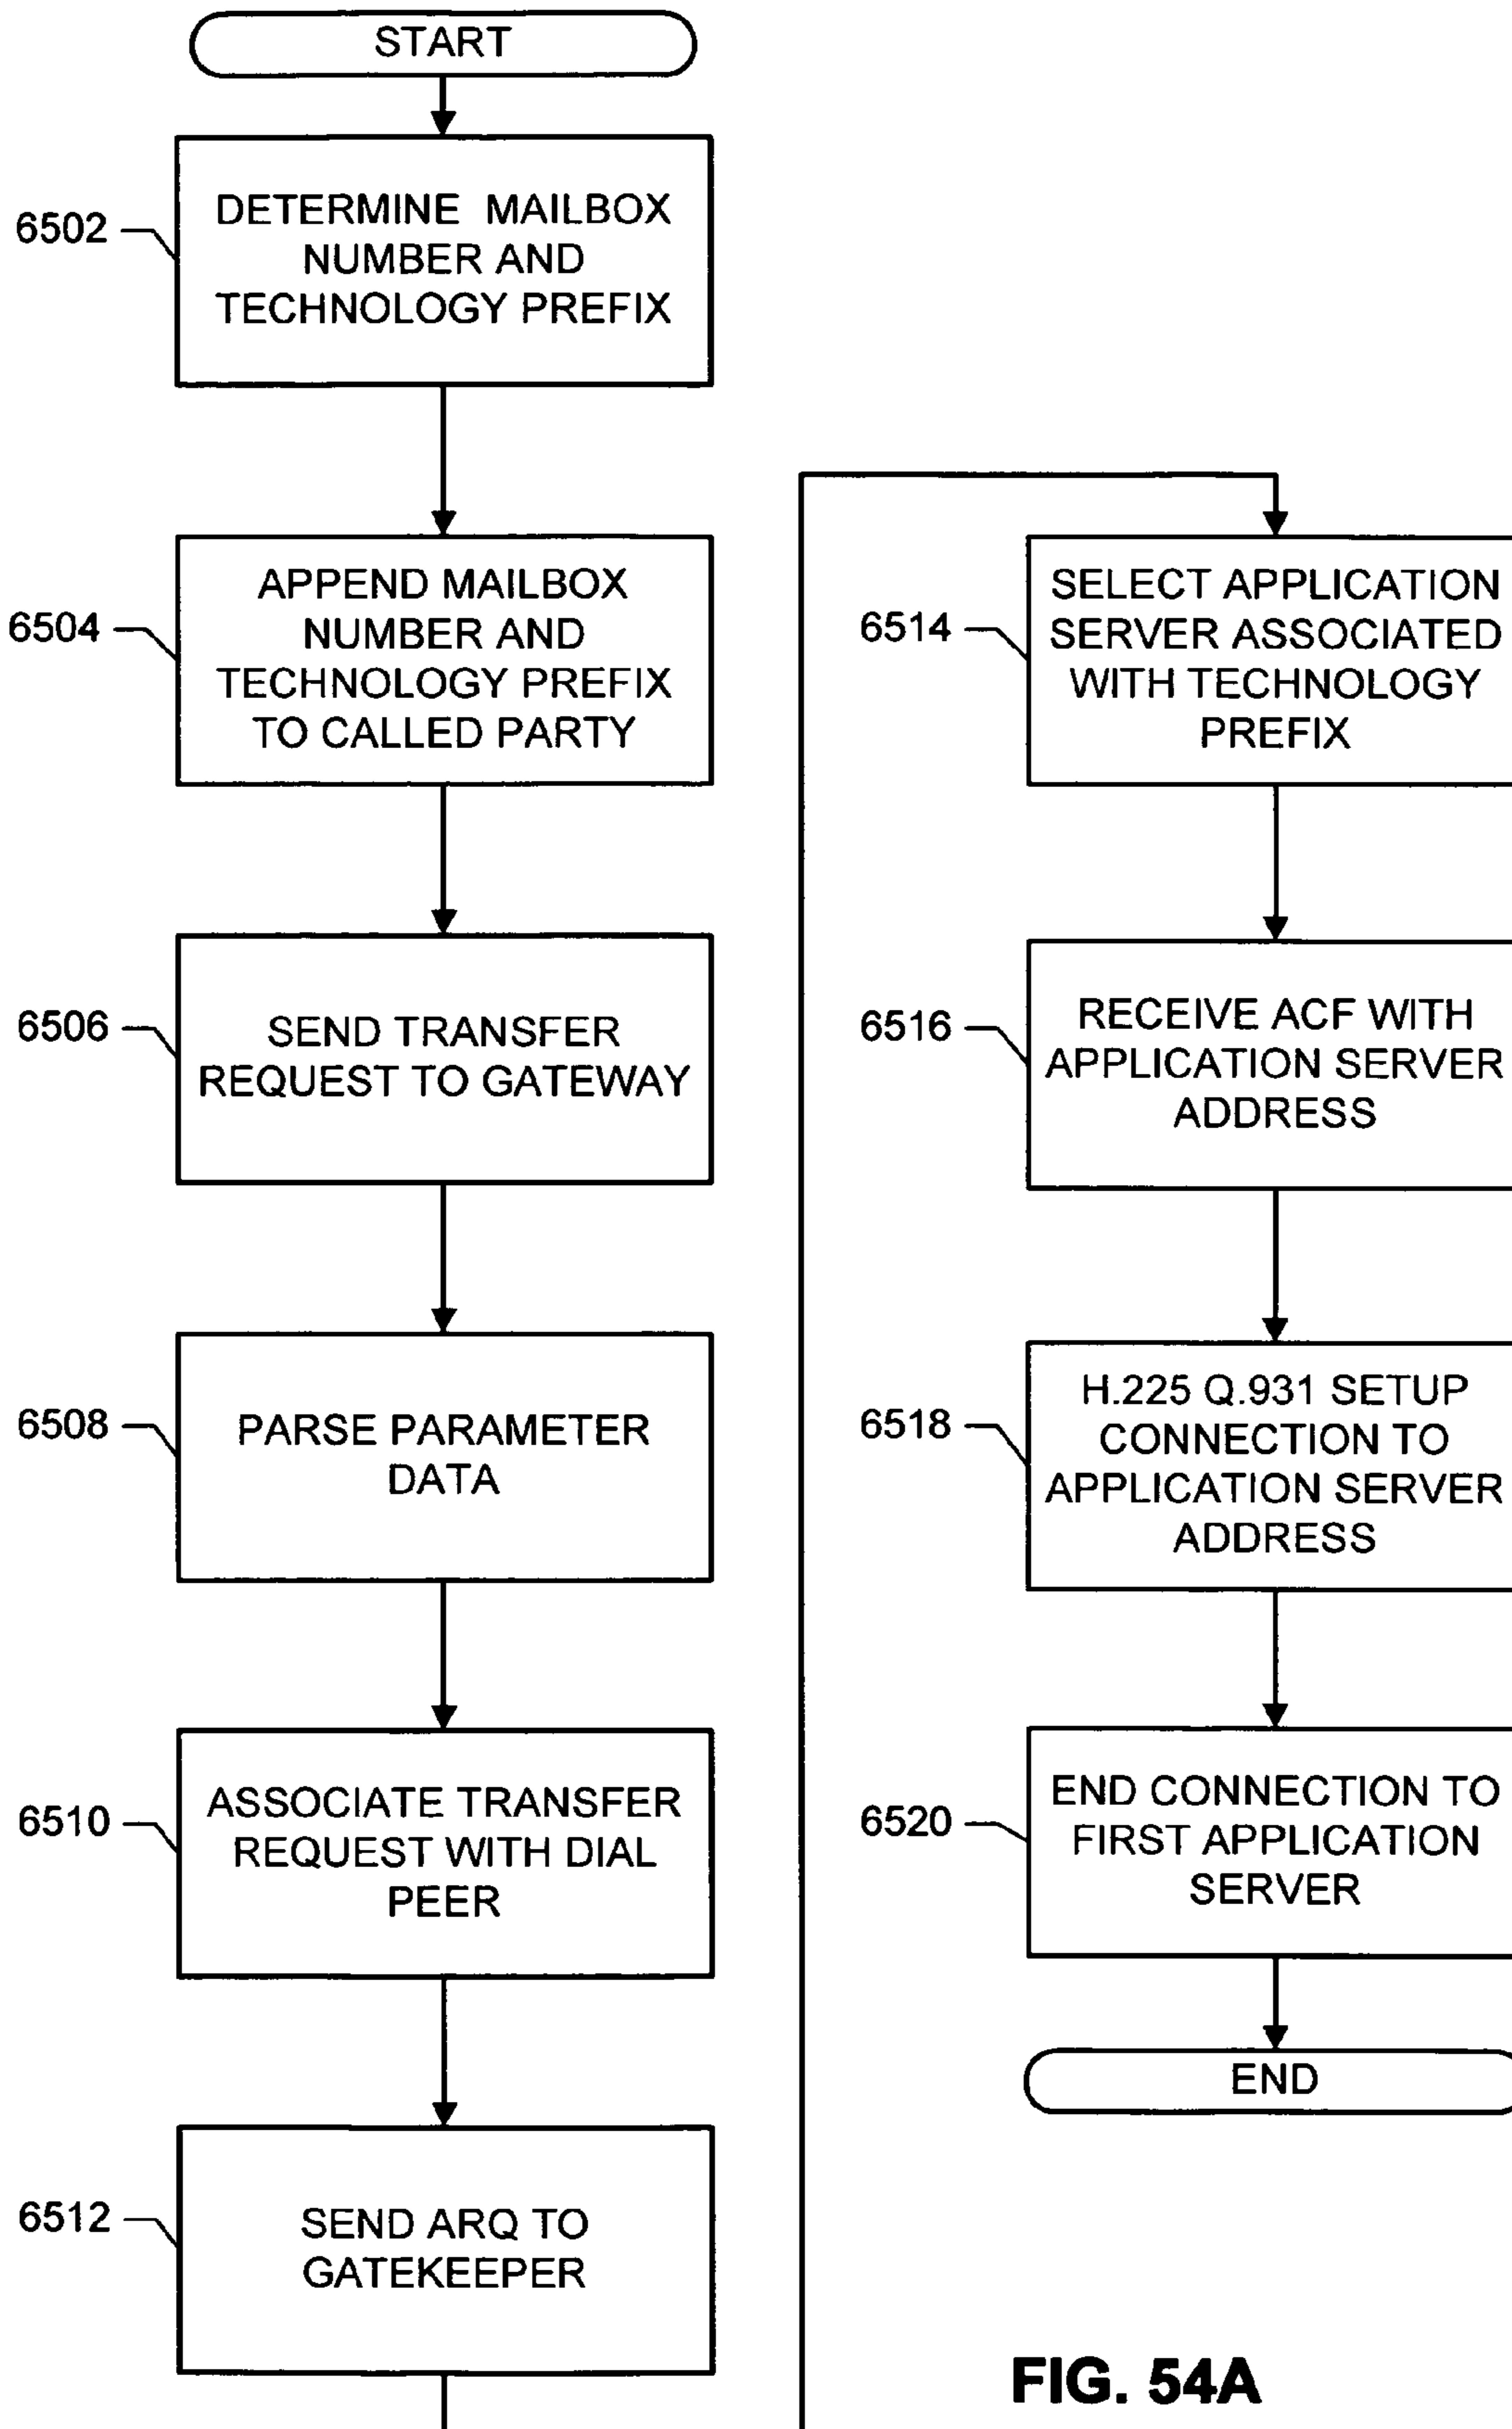 START
6502
DETERMINE MAILBOX
NUMBER AND
TECHNOLOGY PREFIX
6504
APPEND MAILBOX
NUMBER AND
TECHNOLOGY PREFIX
TO CALLED PARTY
6506
SEND TRANSFER
REQUEST TO GATEWAY
6508
PARSE PARAMETER
DATA
6510
ASSOCIATE TRANSFER
REQUEST WITH DIAL
PEER
6512
SEND ARQ TO
GATEKEEPER
6514
SELECT APPLICATION
SERVER ASSOCIATED
WITH TECHNOLOGY
PREFIX
6516
RECEIVE ACF WITH
APPLICATION SERVER
ADDRESS
6518
H.225 Q.931 SETUP
CONNECTION TO
APPLICATION SERVER
ADDRESS
6520
END CONNECTION TO
FIRST APPLICATION
SERVER
END
FIG. 54A